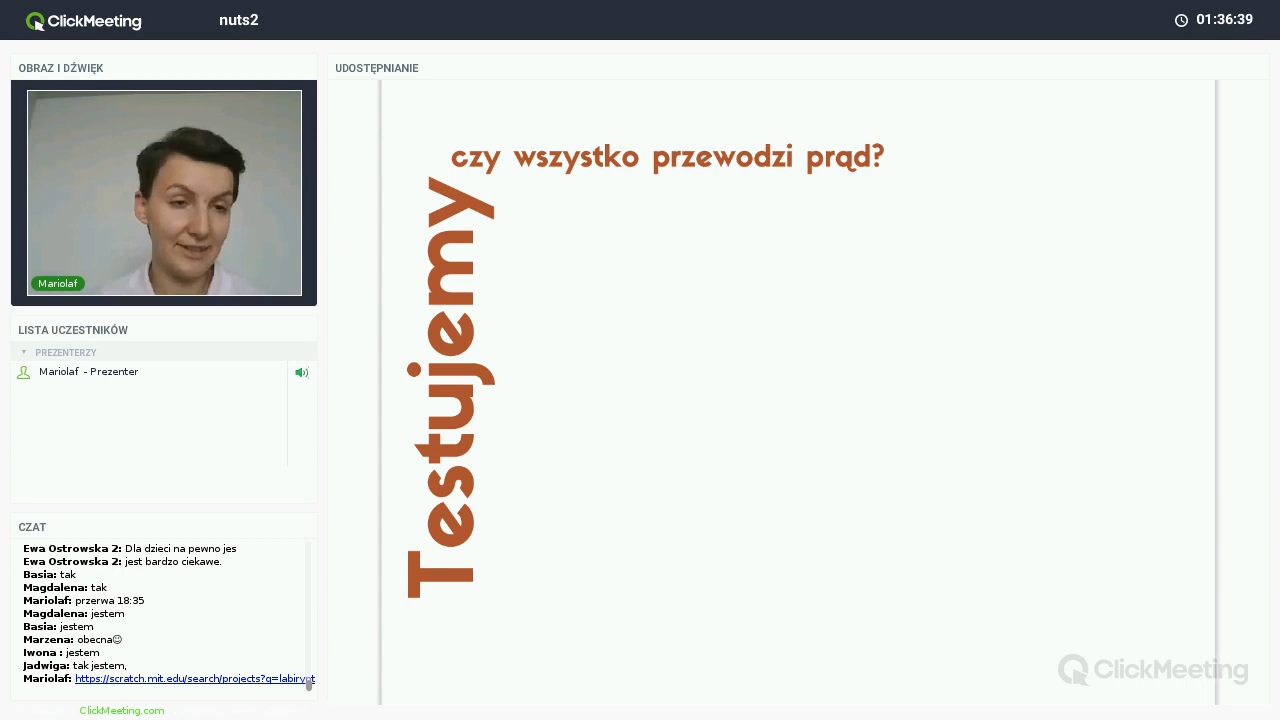 ClickMeeting
nuts2
01:36:39
OBRAZ I DŹWIĘK
Mariolaf
LISTA UCZESTNIKÓW
PREZENTERZY
Mariolaf - Prezenter
CZAT
Ewa Ostrowska 2: Dla dzieci na pewno jes
Ewa Ostrowska 2: jest bardzo ciekawe.
Basia: tak
Magdalena: tak
Mariolaf: przerwa 18:35
Magdalena: jestem
Basia: jestem
Marzena: obecna☺
Iwona : jestem
Jadwiga: tak jestem,
Mariolaf: https://scratch.mit.edu/search/projects?q=labirynt
ClickMeeting.com
UDOSTĘPNIANIE
czy wszystko przewodzi prąd?
Testujemy
ClickMeeting